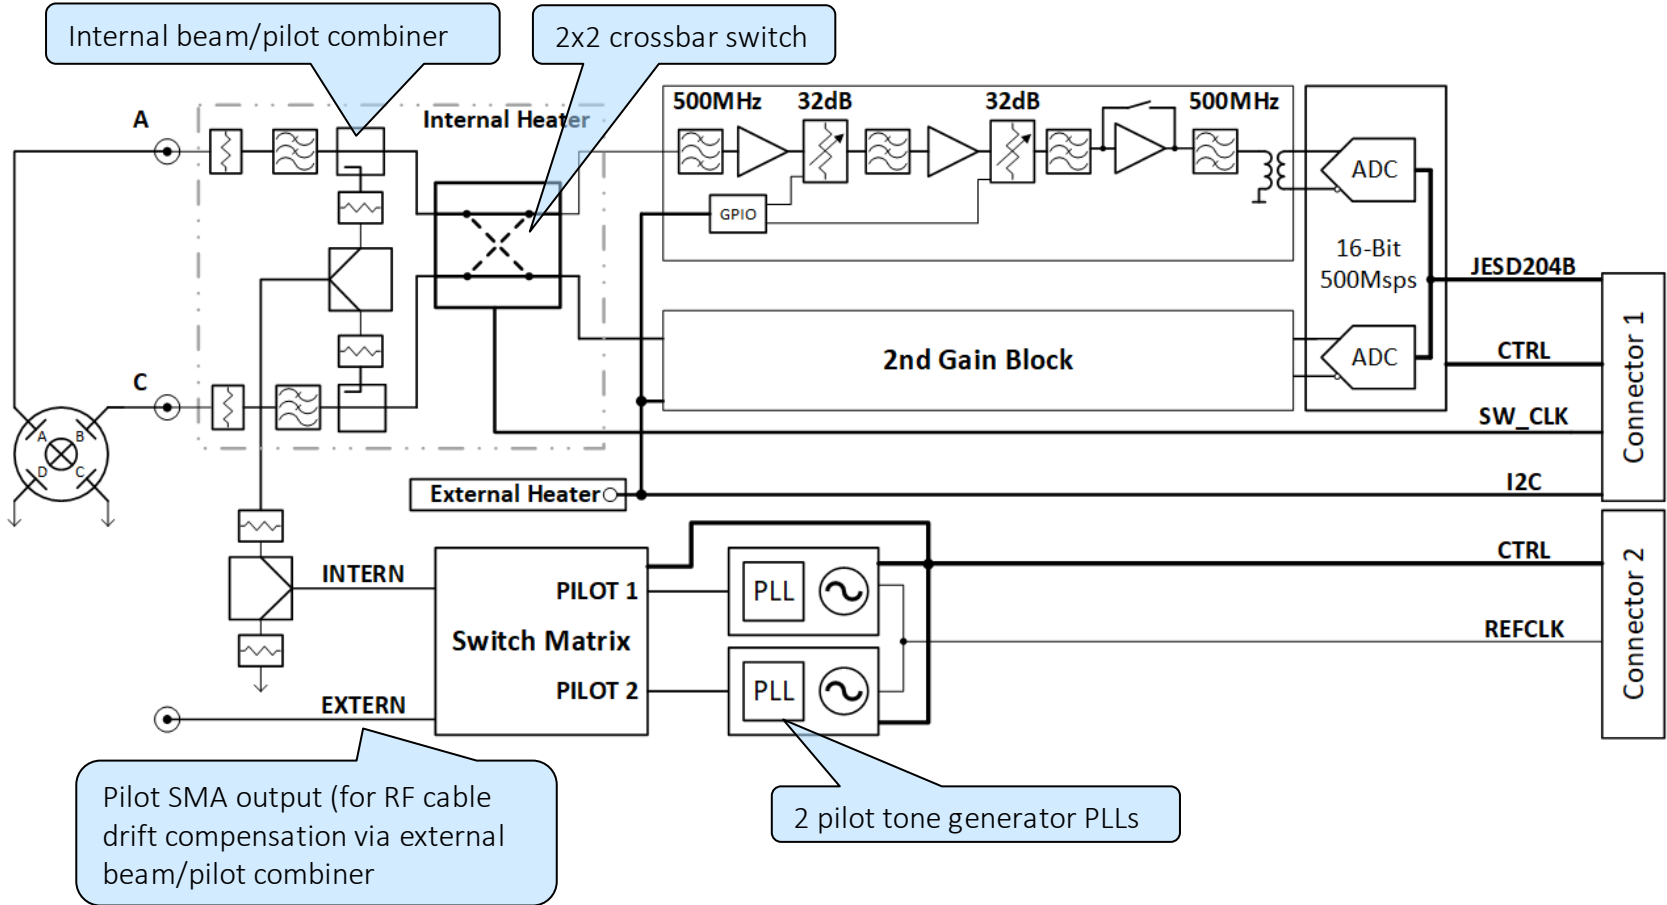 Internal beam/pilot combiner
2x2 crossbar switch
A
Internal Heater
500MHz
32dB
32dB
500MHz
GPIO
ADC
16-Bit
500Msps
ADC
2nd Gain Block
C
A
B
D
C
JESD204B
CTRL
SW_CLK
I2C
Connector 1
External Heater
INTERN
EXTERN
Switch Matrix
PILOT 1
PILOT 2
PLL
PLL
CTRL
REFCLK
Connector 2
Pilot SMA output (for RF cable
drift compensation via external
beam/pilot combiner
2 pilot tone generator PLLs